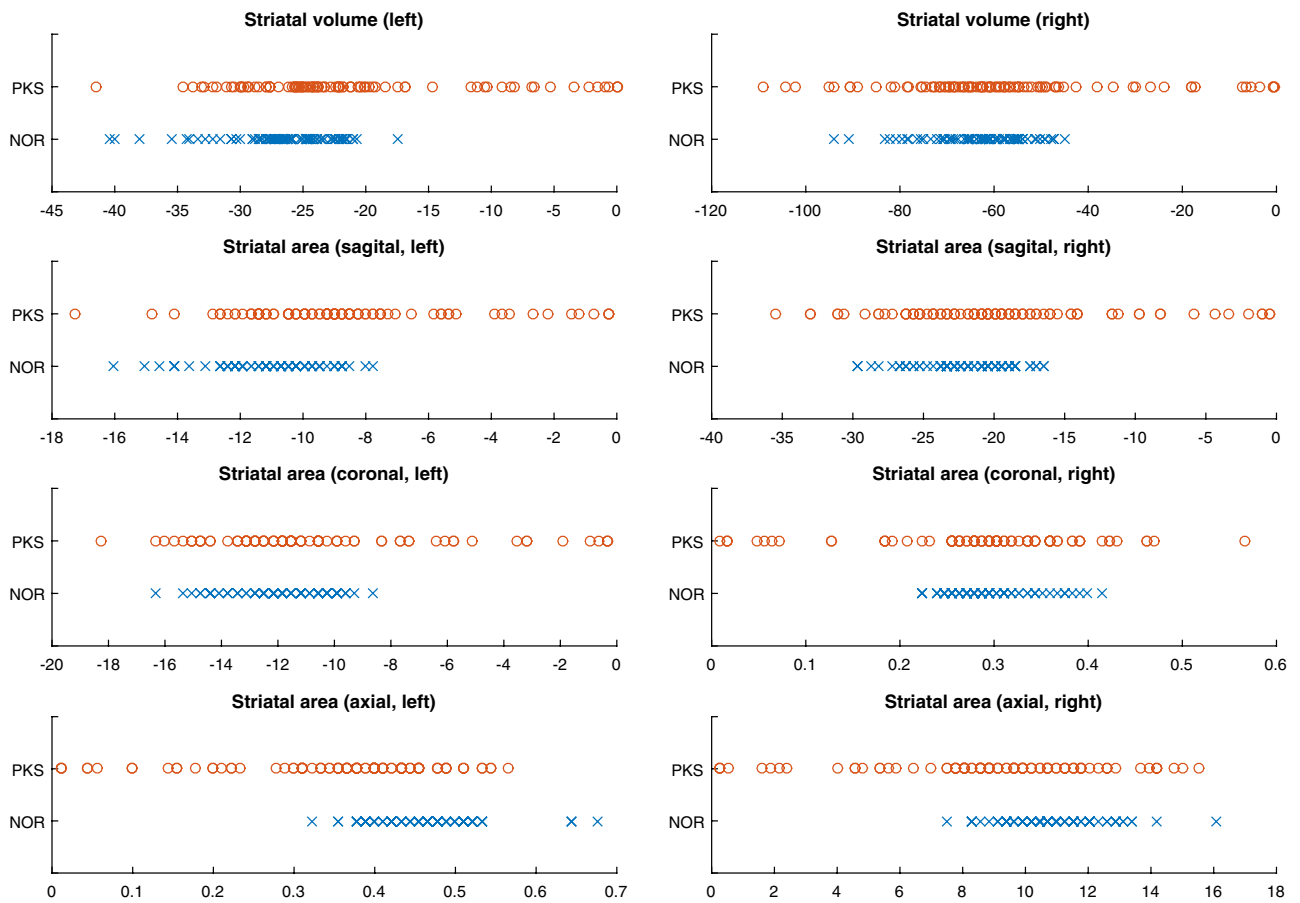 Striatal volume (left)
PKS
NOR
-45 -40 -35 -30 -25 -20 -15 -10 -5 0
Striatal volume (right)
PKS
NOR
-120 -100 -80 -60 -40 -20 0
Striatal area (sagital, left)
PKS
NOR
-18 -16 -14 -12 -10 -8 -6 -4 -2 0
Striatal area (sagital, right)
PKS
NOR
-40 -35 -30 -25 -20 -15 -10 -5 0
Striatal area (coronal, left)
PKS
NOR
-20 -18 -16 -14 -12 -10 -8 -6 -4 -2 0
Striatal area (coronal, right)
PKS
NOR
0 0.1 0.2 0.3 0.4 0.5 0.6
Striatal area (axial, left)
PKS
NOR
0 0.1 0.2 0.3 0.4 0.5 0.6 0.7
Striatal area (axial, right)
PKS
NOR
0 2 4 6 8 10 12 14 16 18